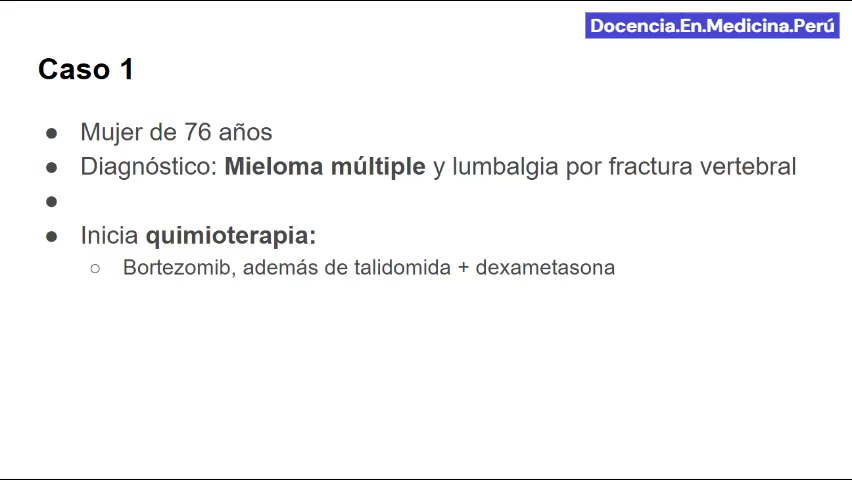 Docencia.En.Medicina.Perú
Caso 1
● Mujer de 76 años
● Diagnóstico: Mieloma múltiple y lumbalgia por fractura vertebral
●
● Inicia quimioterapia:
○ Bortezomib, además de talidomida + dexametasona